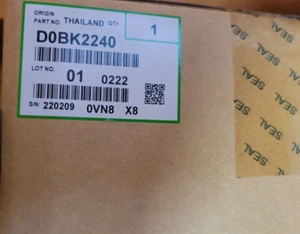 ORIGIN
PART NO. THAILAND QTY
1
D0BK2240
LOT NO.
01 0222
S/N: 220209 0VN8 X8
SEAL
SEAL
SEAL
SEAL
SEAL
SEAL